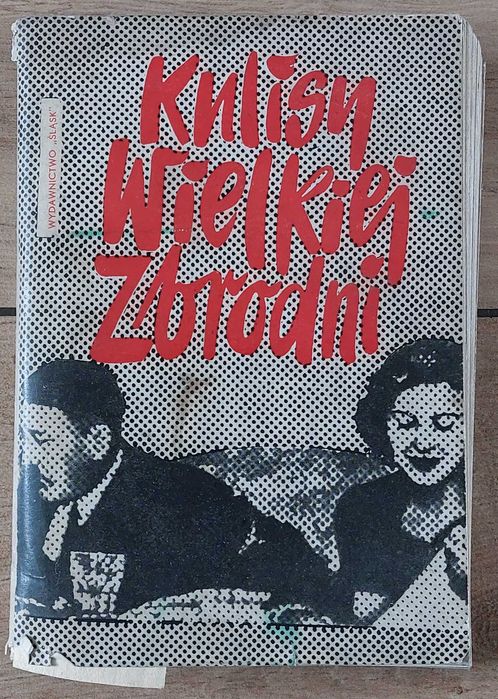 Kulisy
Wielkiej
Zbrodni
WYDAWNICTWO „ŚLĄSK”